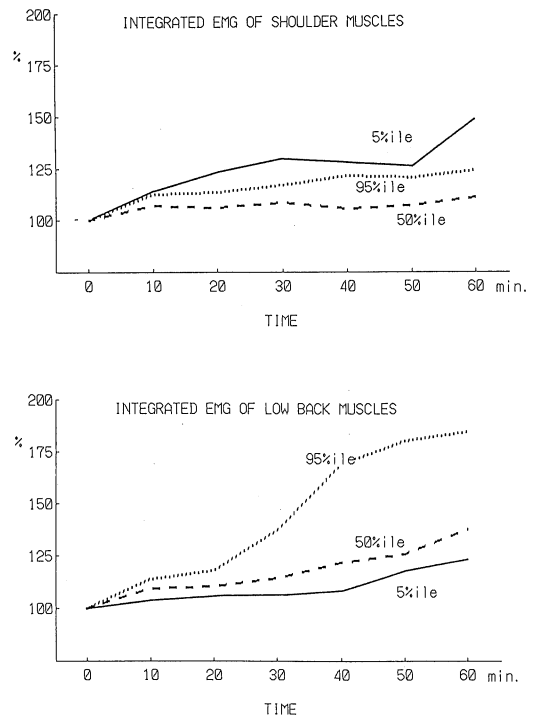 INTEGRATED EMG OF SHOULDER MUSCLES
200
%
175
150
5%ile
125
95%ile
100
50%ile
0 10 20 30 40 50 60 min.
TIME
200
INTEGRATED EMG OF LOW BACK MUSCLES
%
175
95%ile
150
50%ile
125
5%ile
100
0 10 20 30 40 50 60 min.
TIME